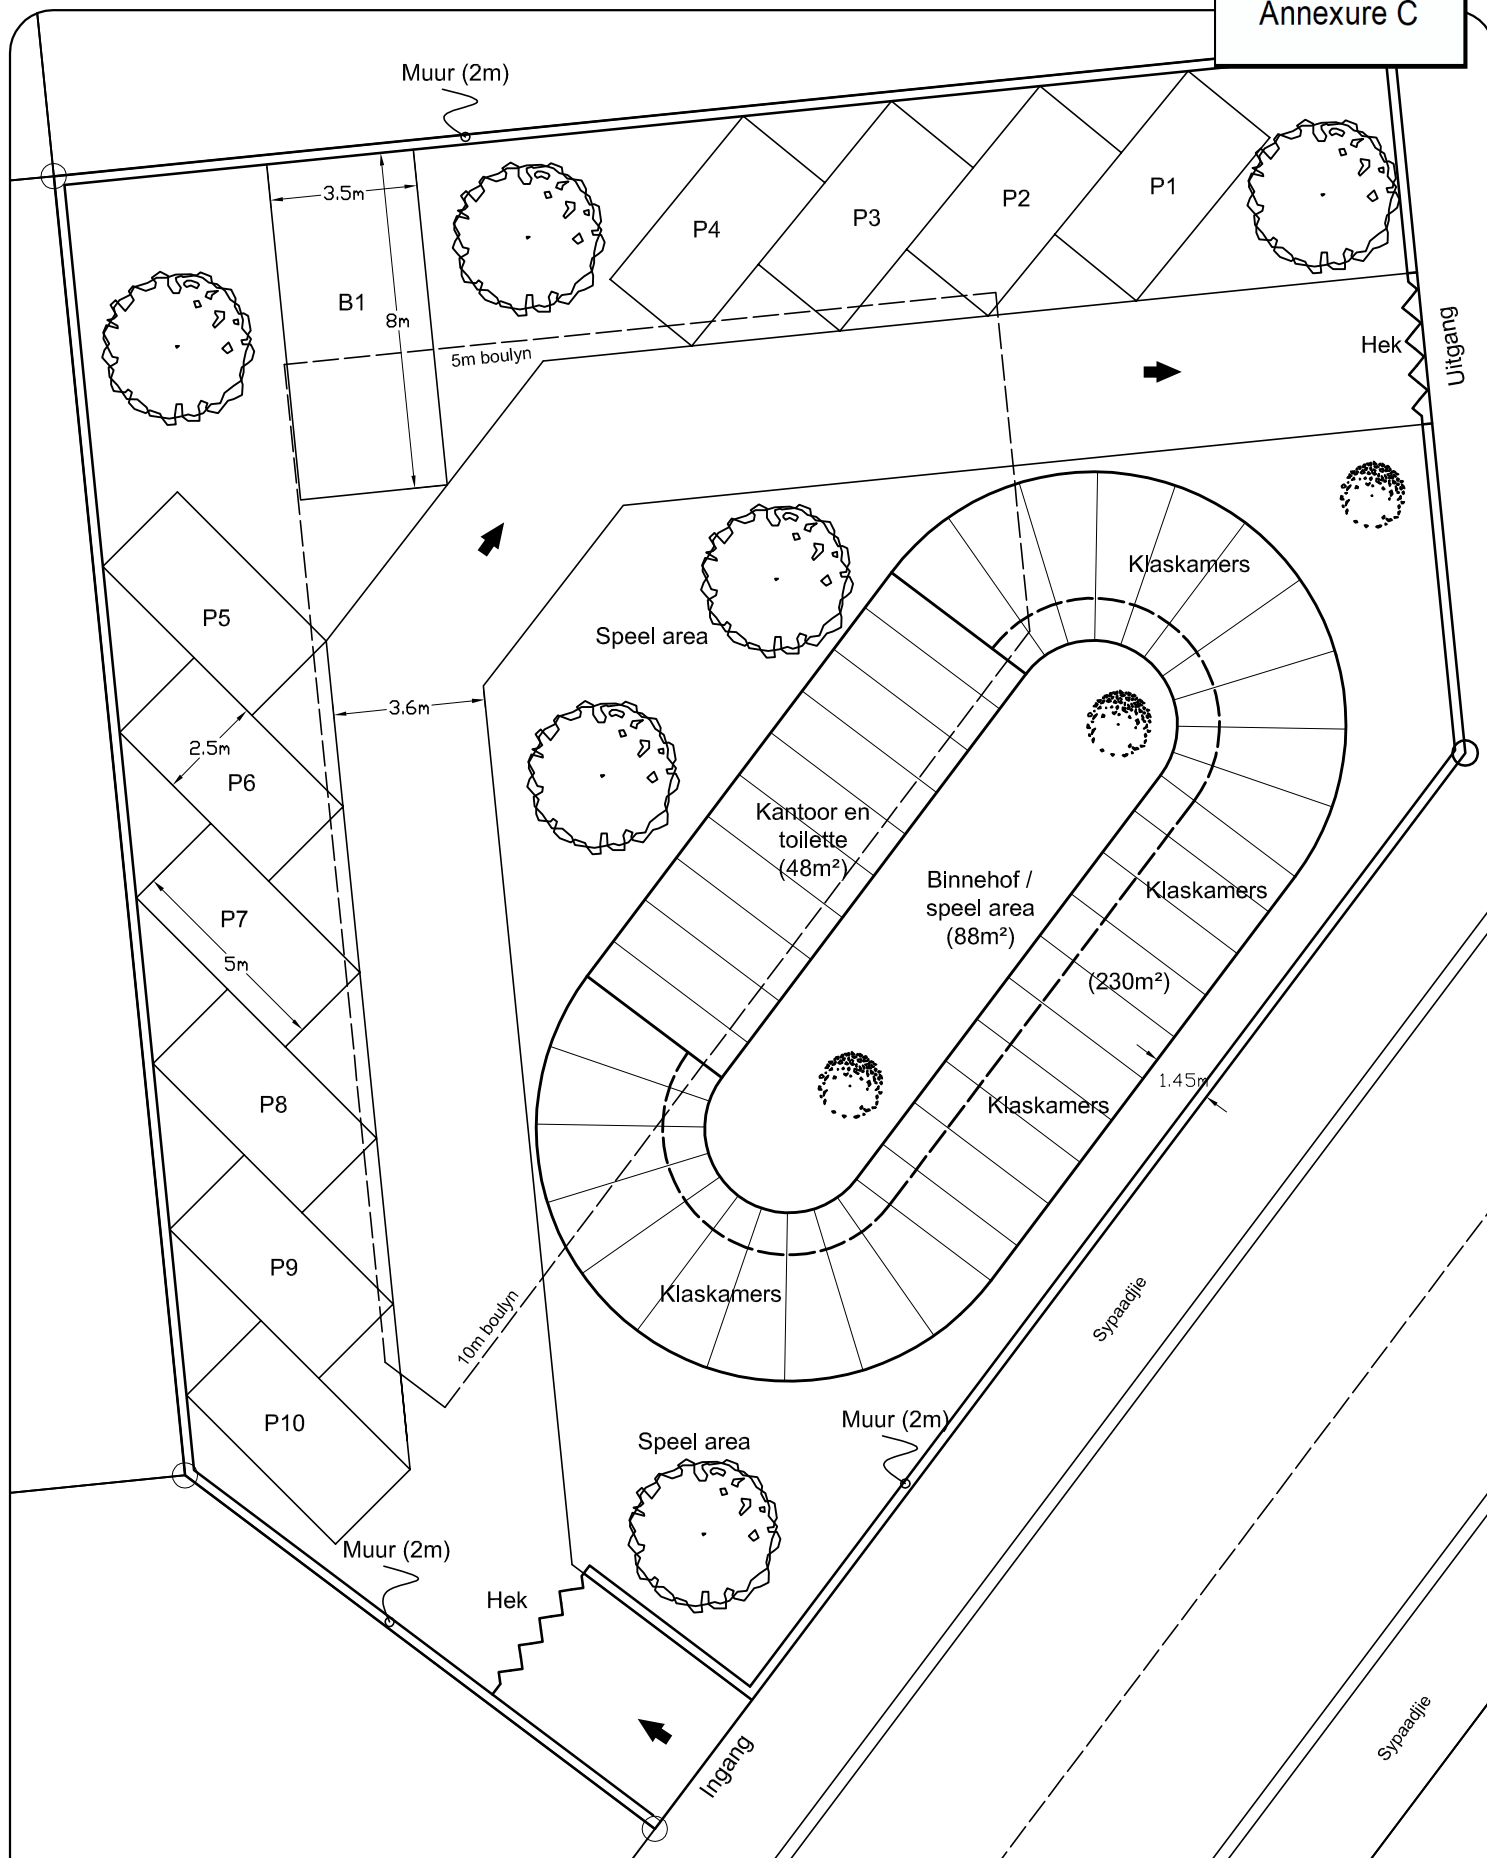 Annexure C
Muur (2m)
3.5m
P4
P3
P2
P1
B1
8m
5m boulyn
Hek
Uitgang
P5
Speel area
Klaskamers
3.6m
2.5m
P6
Kantoor en
toilette
(48m²)
Binnehof /
speel area
(88m²)
Klaskamers
P7
5m
(230m²)
P8
1.45m
Klaskamers
P9
Klaskamers
10m boulyn
Sypaadjie
P10
Speel area
Muur (2m)
Muur (2m)
Hek
Ingang
Sypaadjie